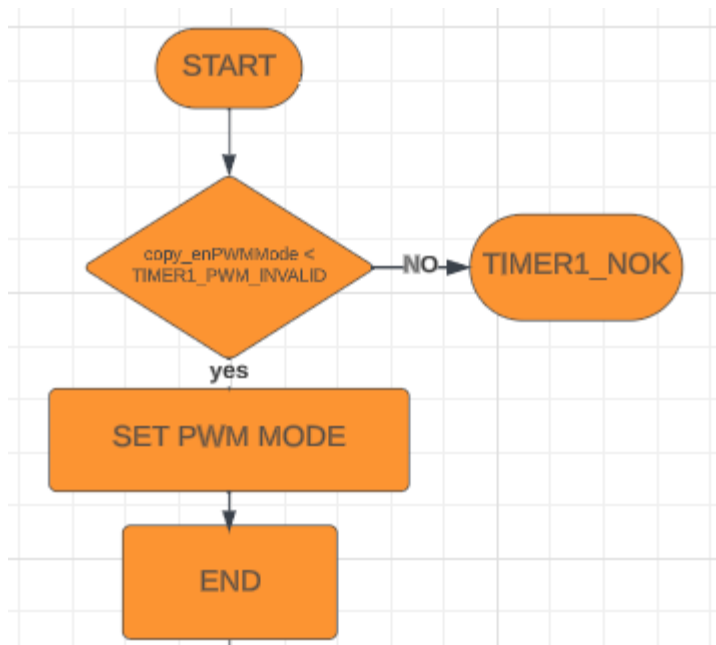 START
copy_enPWMMode <
TIMER1_PWM_INVALID
NO
TIMER1_NOK
yes
SET PWM MODE
END